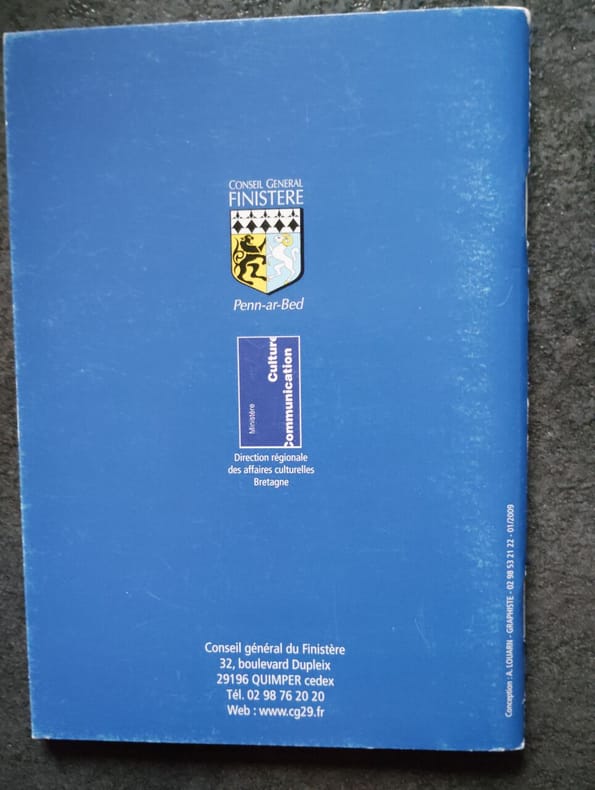 CONSEIL GENERAL
FINISTERE
Penn-ar-Bed
Ministère
Culture
Communication
Direction régionale
des affaires culturelles
Bretagne
Conseil général du Finistère
32, boulevard Dupleix
29196 QUIMPER cedex
Tél. 02 98 76 20 20
Web : www.cg29.fr
Conception : A. LOUARN - GRAPHISTE - 02 98 53 21 22 - 01/2009